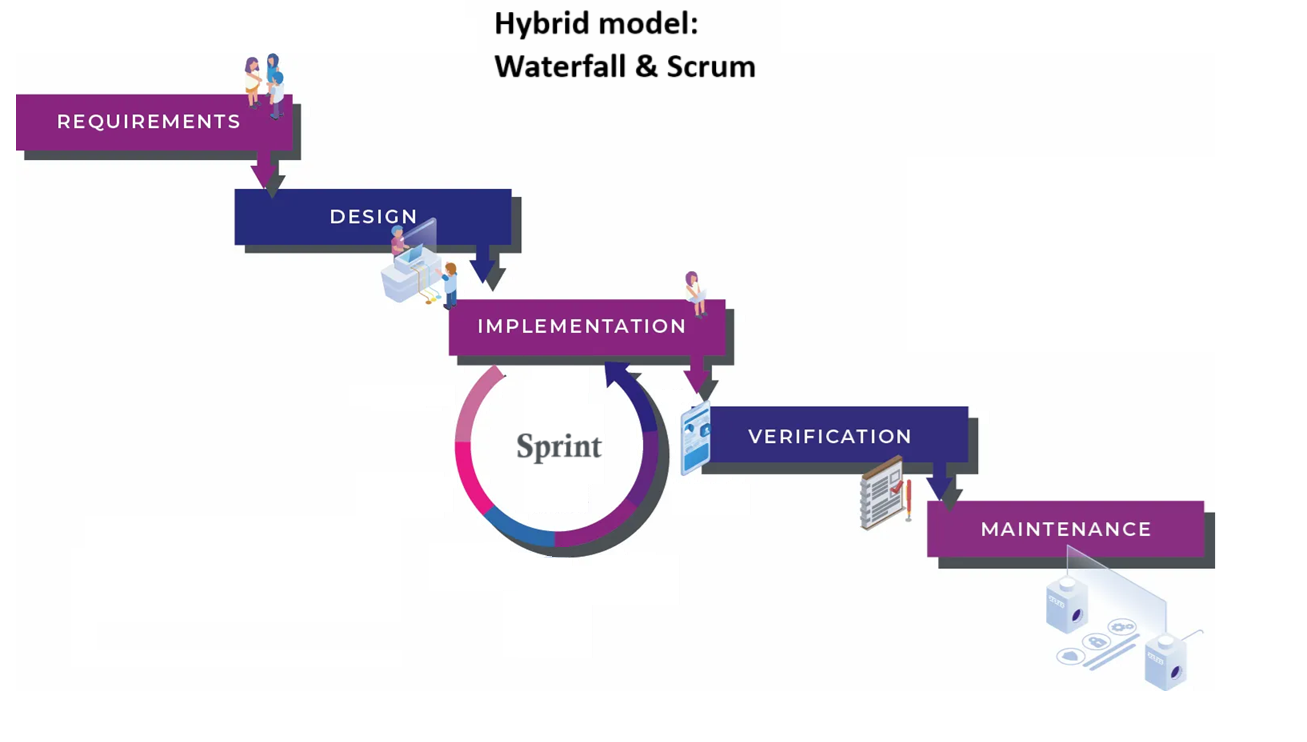 Hybrid model:
Waterfall & Scrum
REQUIREMENTS
DESIGN
IMPLEMENTATION
Sprint
VERIFICATION
MAINTENANCE